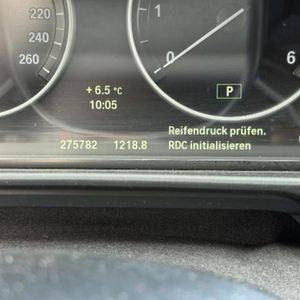 220
240
260
1
0
6
+ 6.5 °C
10:05
P
Reifendruck prüfen.
275782 1218.8 RDC initialisieren